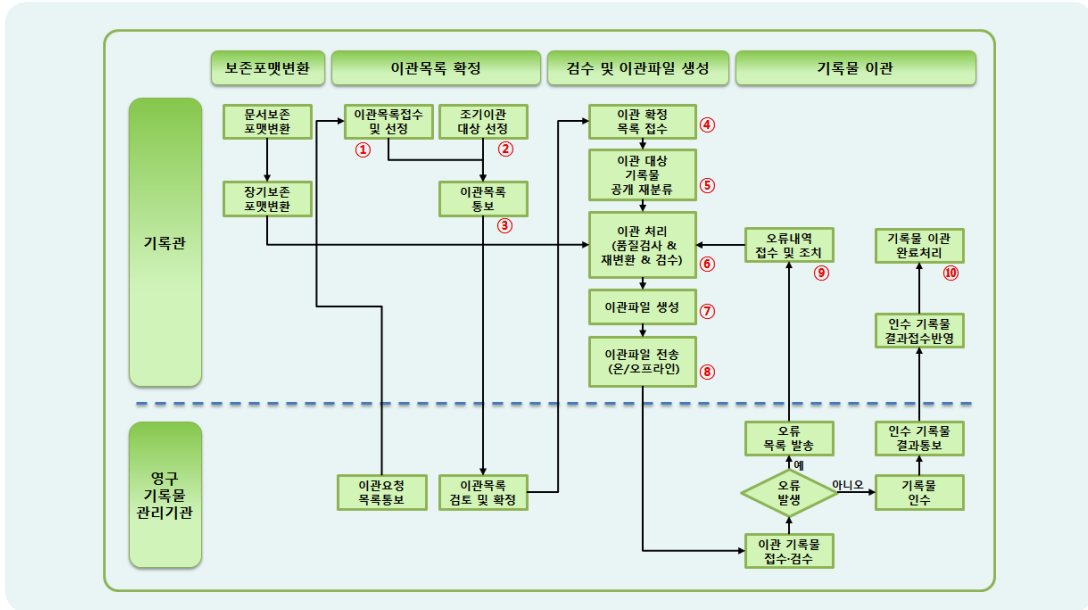 보존포맷변환
이관목록 확정
검수 및 이관파일 생성
기록물 이관
기록관
문서보존
포맷변환
장기보존
포맷변환
이관목록접수
및 선정
①
조기이관
대상 선정
②
이관목록
통보
③
이관 확정
목록 접수
④
이관 대상
기록물
공개 재분류
⑤
이관 처리
(품질검사 &
재변환 & 검수)
⑥
이관파일 생성
⑦
이관파일 전송
(온/오프라인)
⑧
오류내역
접수 및 조치
⑨
기록물 이관
완료처리
⑩
인수 기록물
결과접수반영
영구
기록물
관리기관
이관요청
목록통보
이관목록
검토 및 확정
오류
목록 발송
예
오류
발생
아니오
이관 기록물
접수·검수
인수 기록물
결과통보
기록물
인수